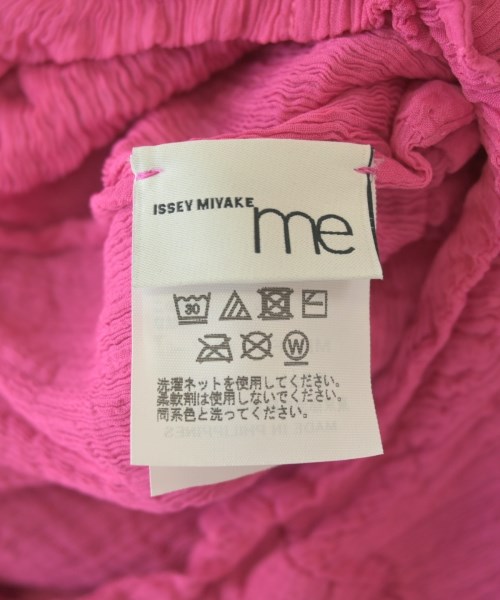 ISSEY MIYAKE
me
30
W
洗濯ネットを使用してください。
柔軟剤は使用しないでください。
同系色と洗ってください。